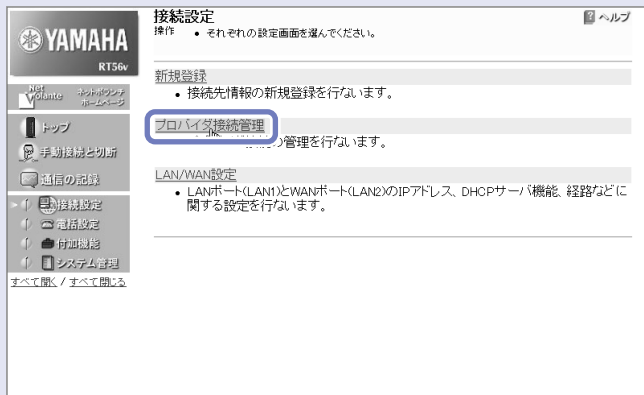 YAMAHA
RT56v
Net Volante ネットボランチ
ホームページ
トップ
手動接続と切断
通信の記録
接続設定
電話設定
付加機能
システム管理
すべて開く / すべて閉じる
接続設定
ヘルプ
操作 • それぞれの設定画面を選んでください。
新規登録
• 接続先情報の新規登録を行ないます。
プロバイダ接続管理
の管理を行ないます。
LAN/WAN設定
• LANポート(LAN1)とWANポート(LAN2)のIPアドレス、DHCPサーバ機能、経路などに
関する設定を行ないます。